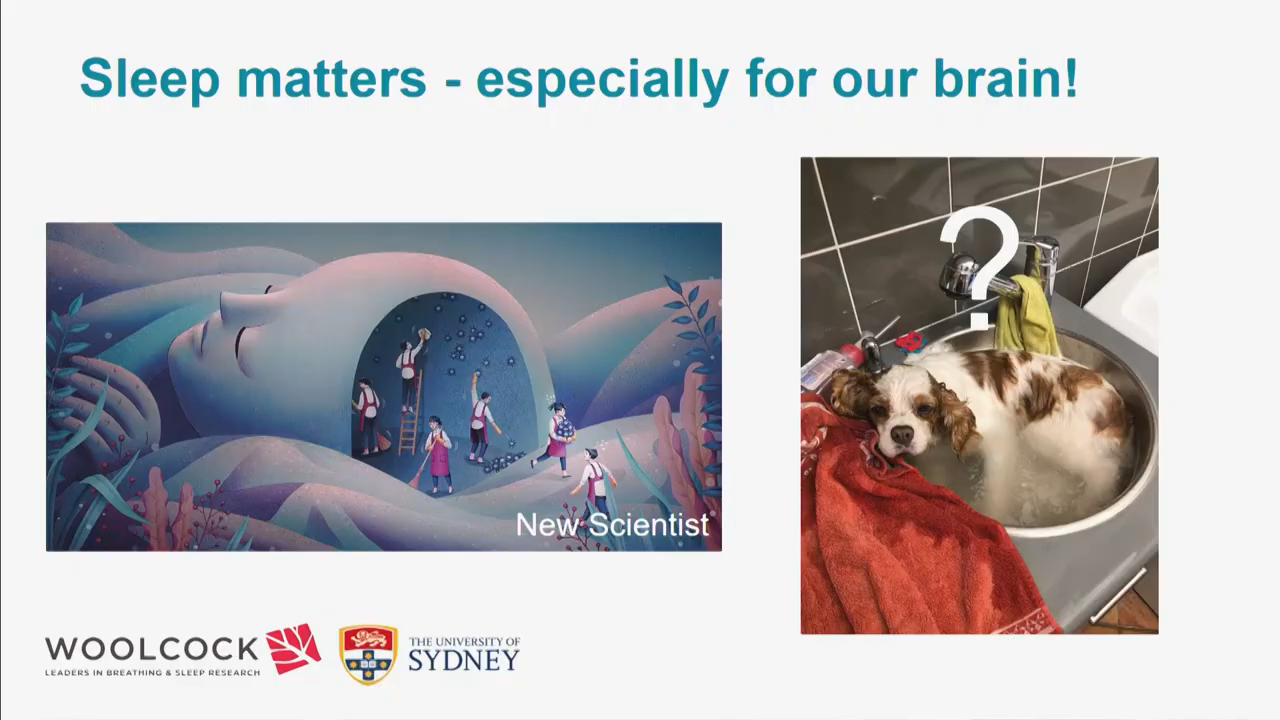 Sleep matters - especially for our brain!
?
New Scientist
WOOLCOCK
LEADERS IN BREATHING & SLEEP RESEARCH
THE UNIVERSITY OF
SYDNEY